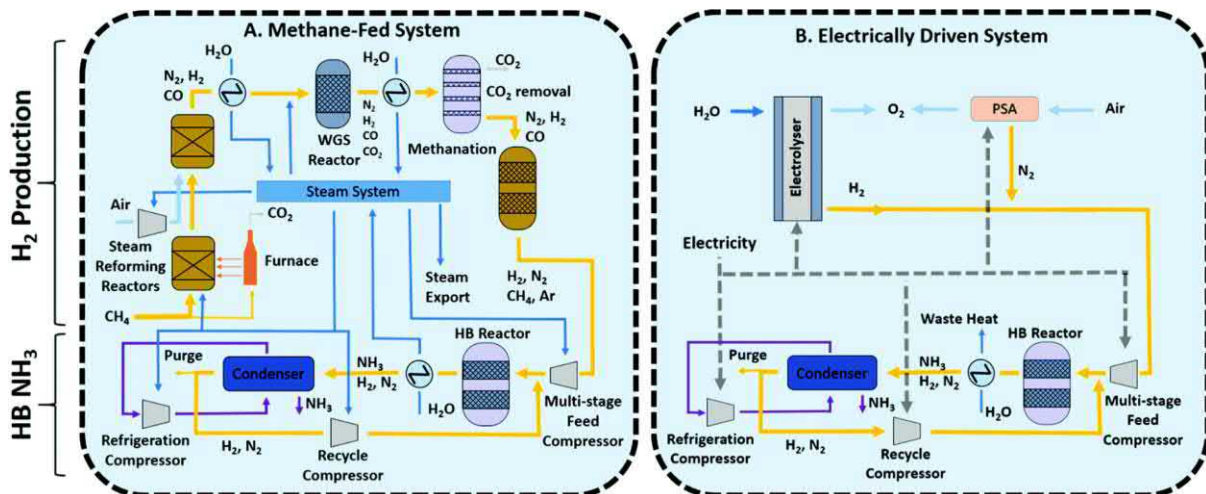 A. Methane-Fed System
H₂O
H₂O
CO₂
N₂, H₂
CO
CO₂ removal
N₂
H₂
CO
CO₂
N₂, H₂
CO
WGS
Reactor
Methanation
Steam System
Air
CO₂
Steam
Reforming
Reactors
Furnace
Steam
Export
H₂, N₂
CH₄, Ar
CH₄
HB Reactor
Purge
Condenser
NH₃
H₂, N₂
NH₃
H₂O
Multi-stage
Feed
Compressor
Refrigeration
Compressor
H₂, N₂
Recycle
Compressor
H₂ Production
HB NH₃
B. Electrically Driven System
H₂O
Electrolyser
O₂
PSA
Air
N₂
H₂
Electricity
Waste Heat
HB Reactor
Purge
Condenser
NH₃
H₂, N₂
NH₃
H₂O
Multi-stage
Feed
Compressor
Refrigeration
Compressor
H₂, N₂
Recycle
Compressor